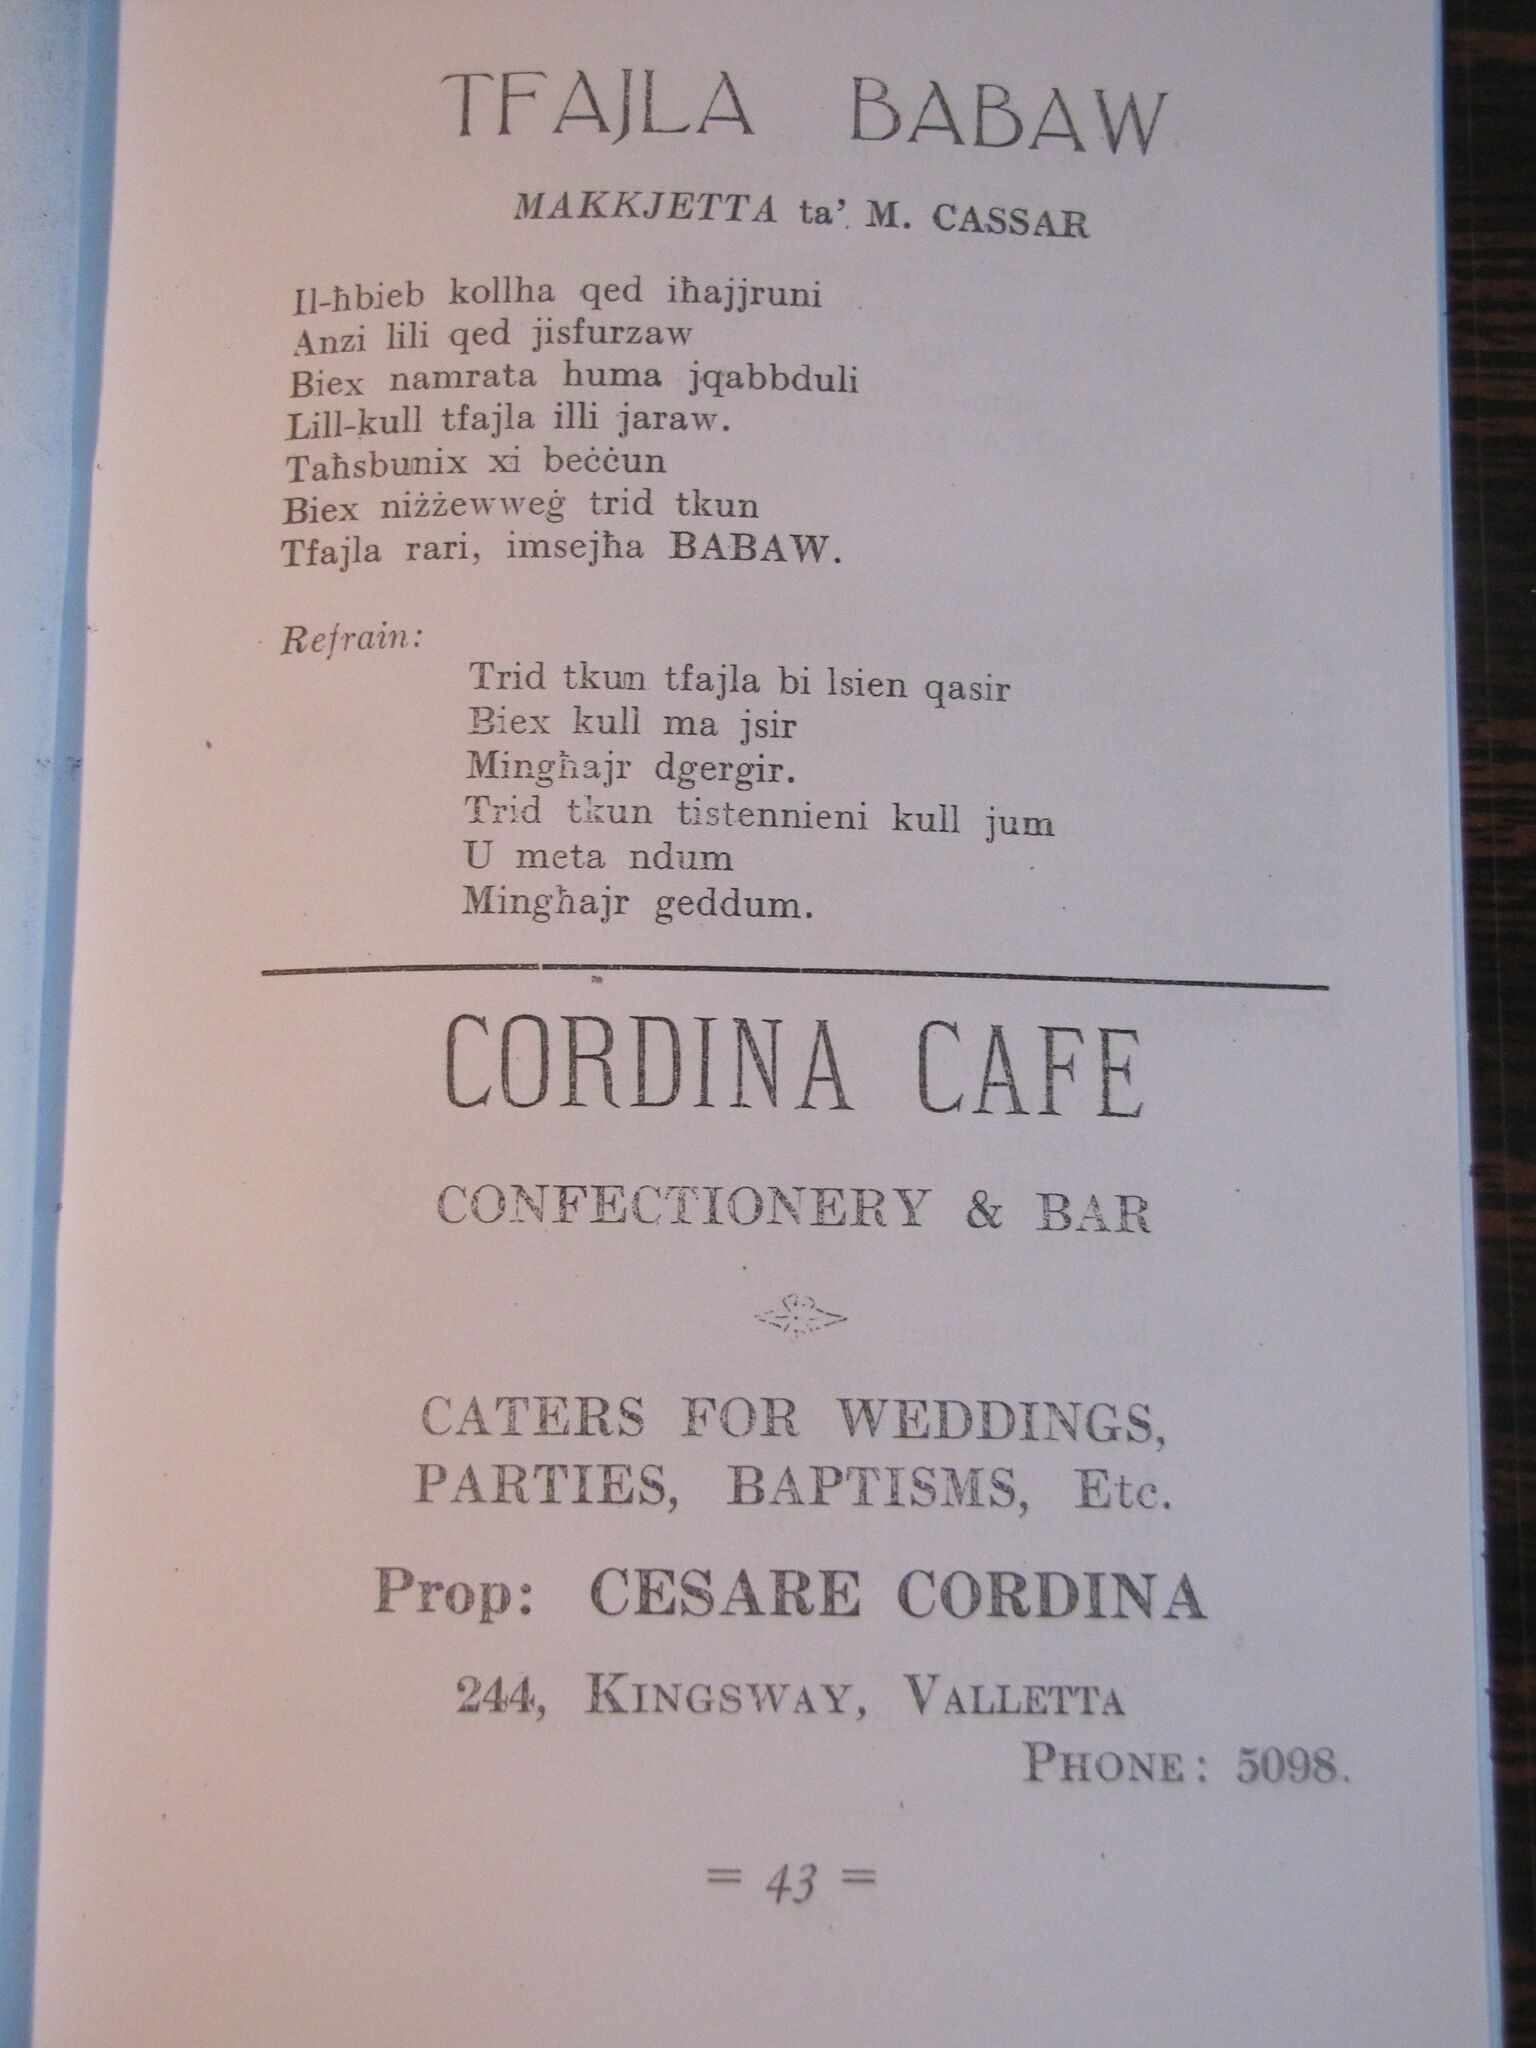 TFAJLA BABAW
MAKKJETTA ta' M. CASSAR
Il-ħbieb kollha qed iħajjruni
Anzi lili qed jisfurzaw
Biex namrata huma jqabbduli
Lill-kull tfajla illi jaraw.
Taħsbunix xi beċċun
Biex niżżewweġ trid tkun
Tfajla rari, imsejħa BABAW.
Refrain:
Trid tkun tfajla bi lsien qasir
Biex kull ma jsir
Mingħajr dgergir.
Trid tkun tistennieni kull jum
U meta ndum
Mingħajr geddum.
CORDINA CAFE
CONFECTIONERY & BAR
CATERS FOR WEDDINGS,
PARTIES, BAPTISMS, Etc.
Prop: CESARE CORDINA
244, KINGSWAY, VALLETTA
PHONE: 5098.
= 43 =